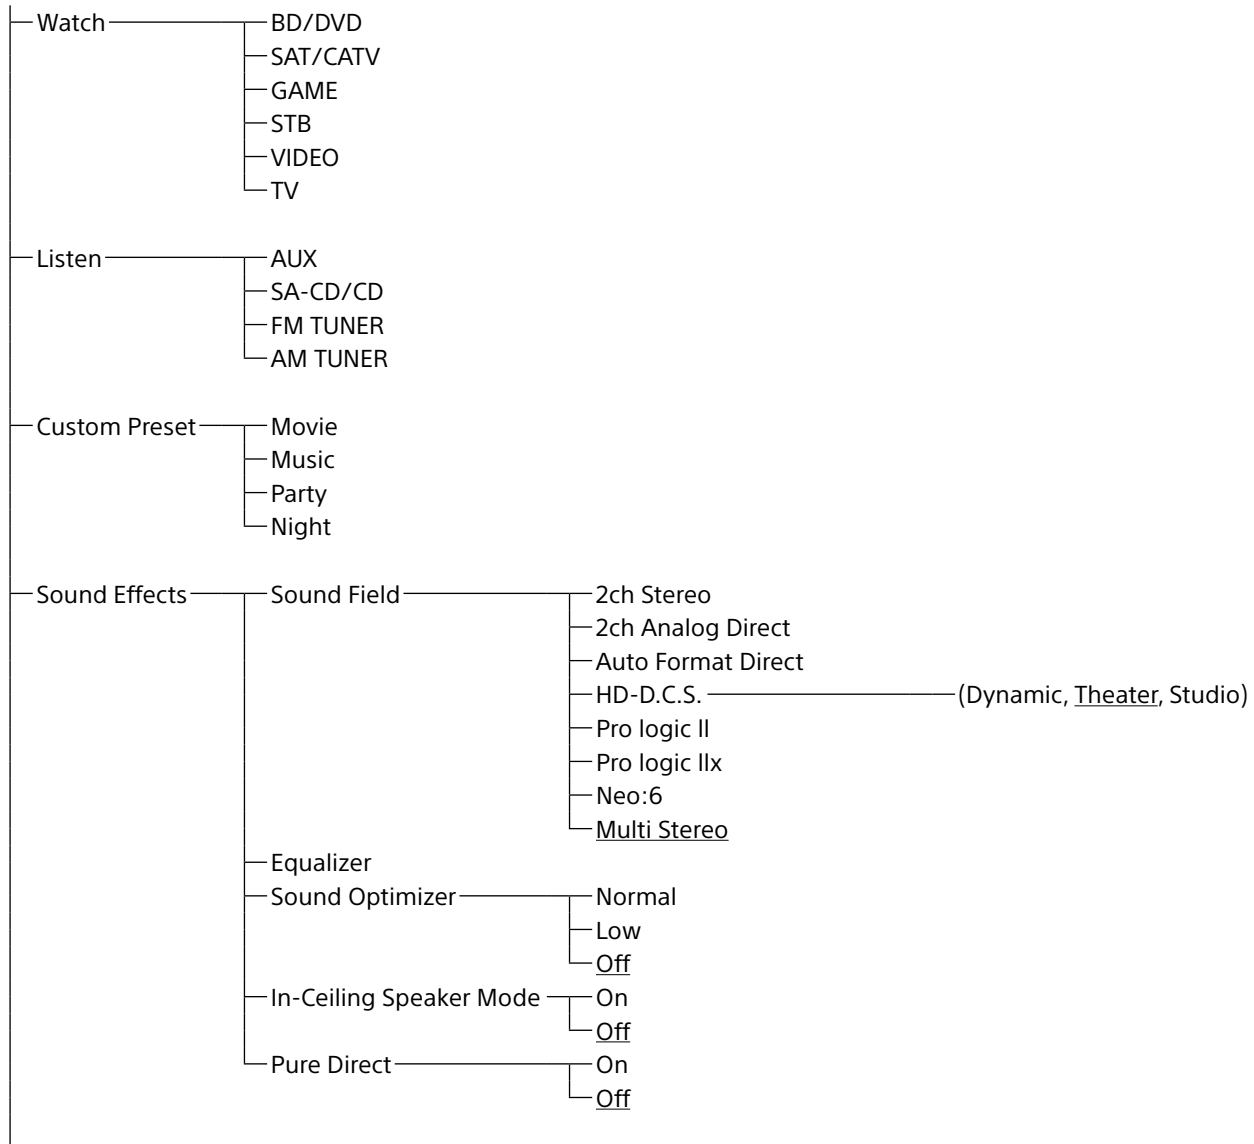 Watch BD/DVD
SAT/CATV
GAME
STB
VIDEO
TV
Listen AUX
SA-CD/CD
FM TUNER
AM TUNER
Custom Preset Movie
Music
Party
Night
Sound Effects Sound Field 2ch Stereo
2ch Analog Direct
Auto Format Direct
HD-D.C.S. (Dynamic, Theater, Studio)
Pro logic ll
Pro logic llx
Neo:6
Multi Stereo
Equalizer
Sound Optimizer Normal
Low
Off
In-Ceiling Speaker Mode On
Off
Pure Direct On
Off